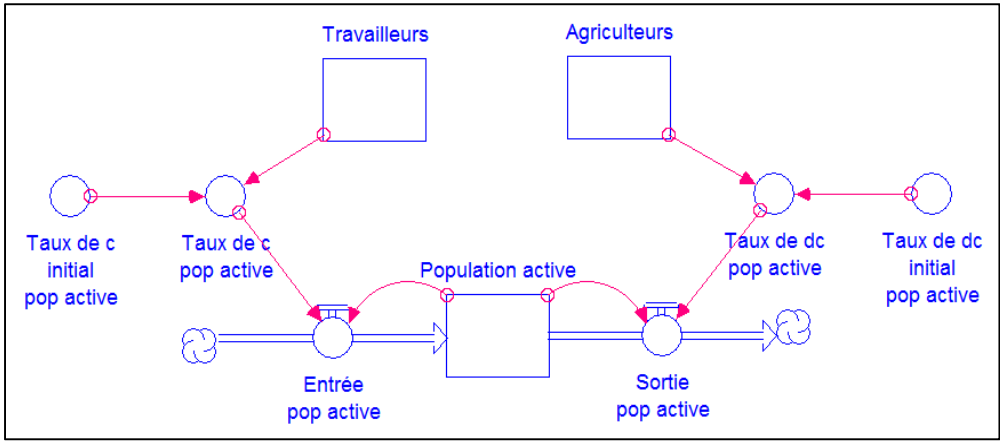 Travailleurs
Agriculteurs
Taux de c
initial
pop active
Taux de c
pop active
Population active
Taux de dc
pop active
Taux de dc
initial
pop active
Entrée
pop active
Sortie
pop active